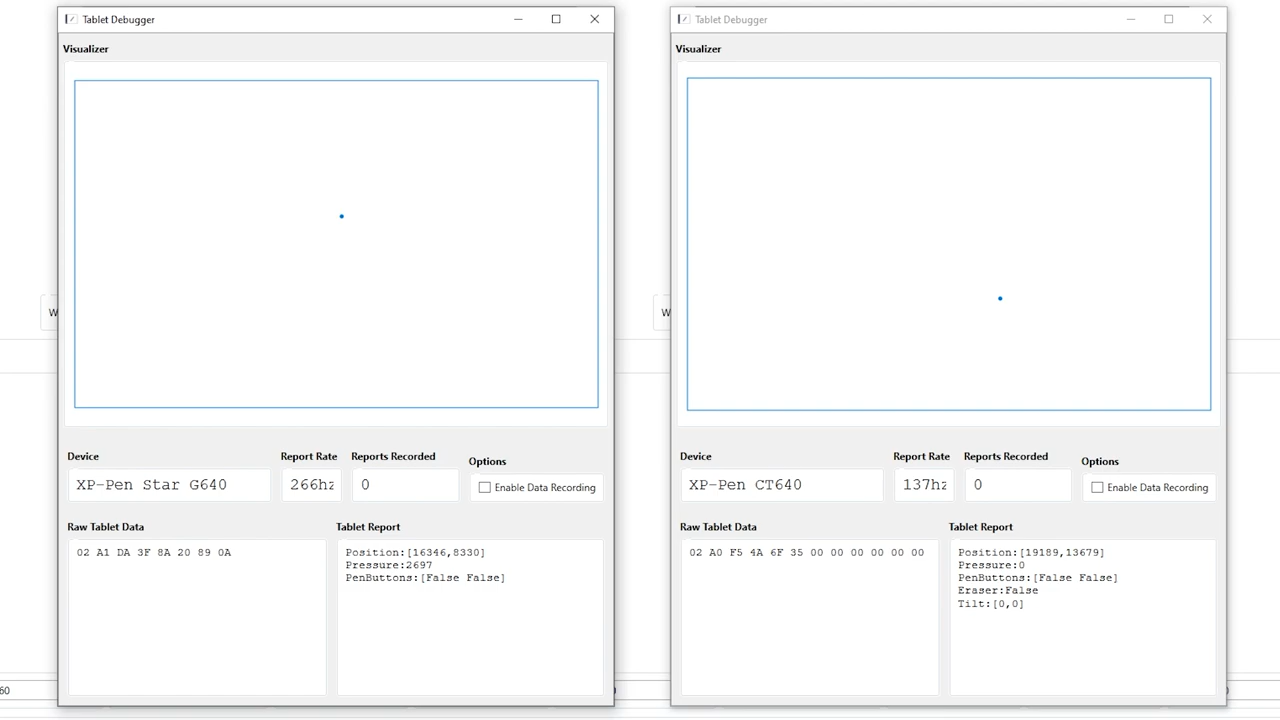 Tablet Debugger
Visualizer
W
Device
Report Rate
Reports Recorded
Options
XP-Pen Star G640
266hz
0
Enable Data Recording
Raw Tablet Data
Tablet Report
02 A1 DA 3F 8A 20 89 0A
Position:[16346,8330]
Pressure:2697
PenButtons:[False False]
60
Tablet Debugger
Visualizer
W
Device
Report Rate
Reports Recorded
Options
XP-Pen CT640
137hz
0
Enable Data Recording
Raw Tablet Data
Tablet Report
02 A0 F5 4A 6F 35 00 00 00 00 00 00
Position:[19189,13679]
Pressure:0
PenButtons:[False False]
Eraser:False
Tilt:[0,0]